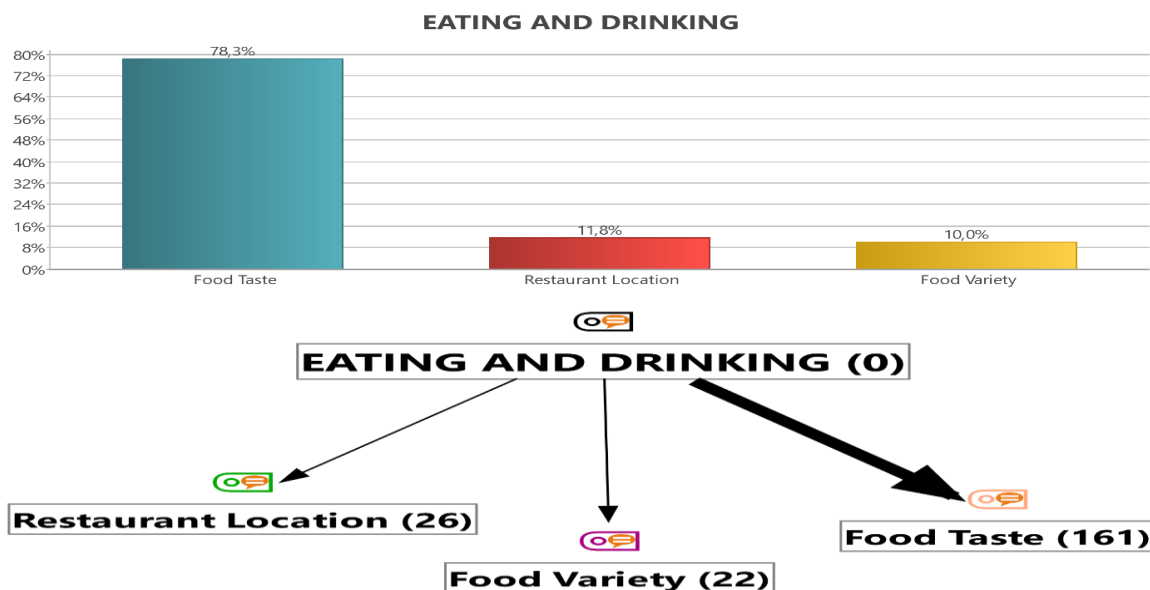 EATING AND DRINKING
78,3%
80%
72%
64%
56%
48%
40%
32%
24%
16%
8%
0%
11,8%
10,0%
Food Taste
Restaurant Location
Food Variety
EATING AND DRINKING (0)
Restaurant Location (26)
Food Taste (161)
Food Variety (22)